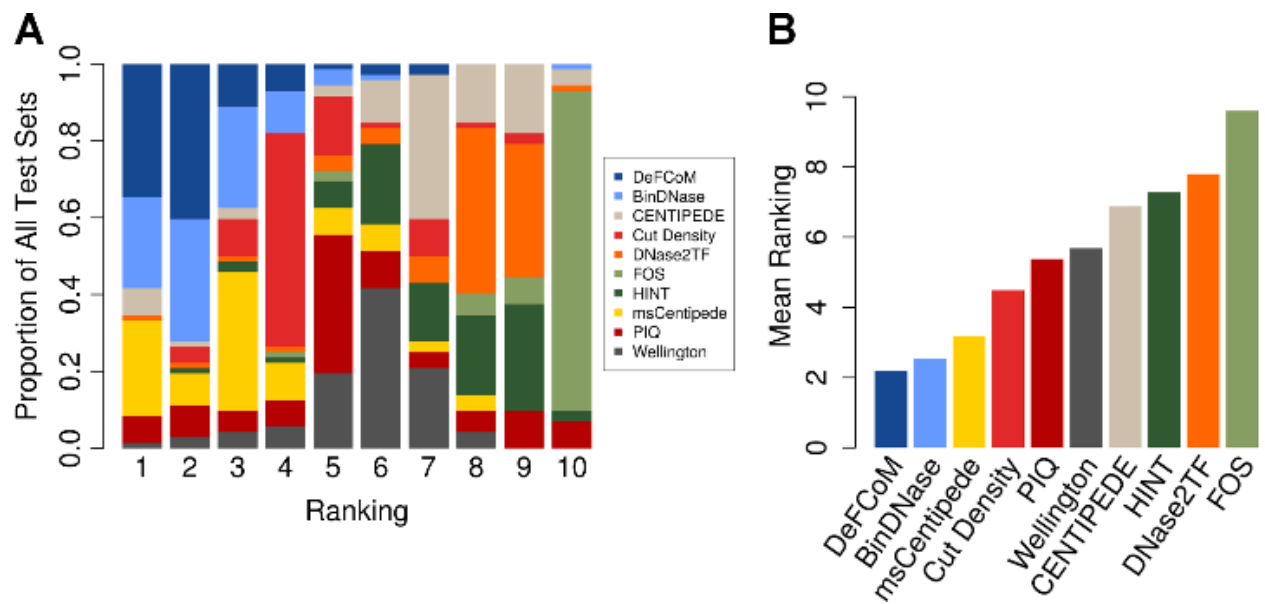 A
Proportion of All Test Sets
1.0
0.8
0.6
0.4
0.2
0.0
1 2 3 4 5 6 7 8 9 10
Ranking
DeFCoM
BinDNase
CENTIPEDE
Cut Density
DNase2TF
FOS
HINT
msCentipede
PIQ
Wellington
B
Mean Ranking
10
8
6
4
2
0
DeFCoM
BinDNase
msCentipede
Cut Density
PIQ
Wellington
CENTIPEDE
HINT
DNase2TF
FOS